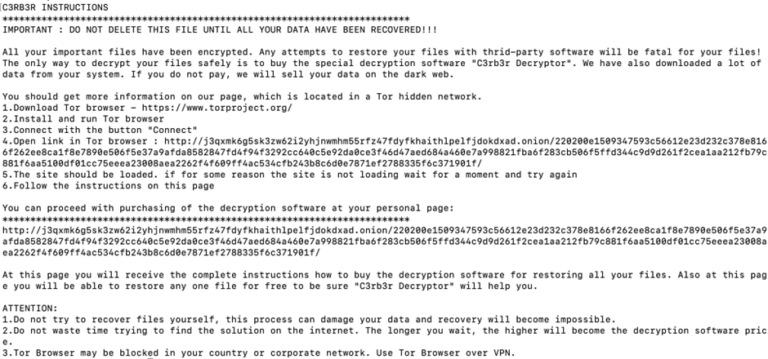 C3RB3R INSTRUCTIONS
**********************************************************************
IMPORTANT : DO NOT DELETE THIS FILE UNTIL ALL YOUR DATA HAVE BEEN RECOVERED!!!
All your important files have been encrypted. Any attempts to restore your files with thrid-party software will be fatal for your files!
The only way to decrypt your files safely is to buy the special decryption software "C3rb3r Decryptor". We have also downloaded a lot of
data from your system. If you do not pay, we will sell your data on the dark web.
You should get more information on our page, which is located in a Tor hidden network.
1.Download Tor browser - https://www.torproject.org/
2.Install and run Tor browser
3.Connect with the button "Connect"
4.Open link in Tor browser : http://j3qxmk6g5sk3zw62i2yhjnwmhm55rfz47fdyfkhaithlpelfjdokdxad.onion/220200e1509347593c56612e23d232c378e816
6f262ee8ca1f8e7890e506f5e37a9afda8582847fd4f94f3292cc640c5e92da0ce3f46d47aed684a460e7a998821fba6f283cb506f5ffd344c9d9d261f2cea1aa212fb79c
881f6aa5100df01cc75eeea23008aea2262f4f609ff4ac534cfb243b8c6d0e7871ef2788335f6c371901f/
5.The site should be loaded. if for some reason the site is not loading wait for a moment and try again
6.Follow the instructions on this page
You can proceed with purchasing of the decryption software at your personal page:
**********************************************************************
http://j3qxmk6g5sk3zw62i2yhjnwmhm55rfz47fdyfkhaithlpelfjdokdxad.onion/220200e1509347593c56612e23d232c378e8166f262ee8ca1f8e7890e506f5e37a9
afda8582847fd4f94f3292cc640c5e92da0ce3f46d47aed684a460e7a998821fba6f283cb506f5ffd344c9d9d261f2cea1aa212fb79c881f6aa5100df01cc75eeea23008a
ea2262f4f609ff4ac534cfb243b8c6d0e7871ef2788335f6c371901f/
At this page you will receive the complete instructions how to buy the decryption software for restoring all your files. Also at this pag
e you will be able to restore any one file for free to be sure "C3rb3r Decryptor" will help you.
ATTENTION:
1.Do not try to recover files yourself, this process can damage your data and recovery will become impossible.
2.Do not waste time trying to find the solution on the internet. The longer you wait, the higher will become the decryption software pric
e.
3.Tor Browser may be blocked in your country or corporate network. Use Tor Browser over VPN.